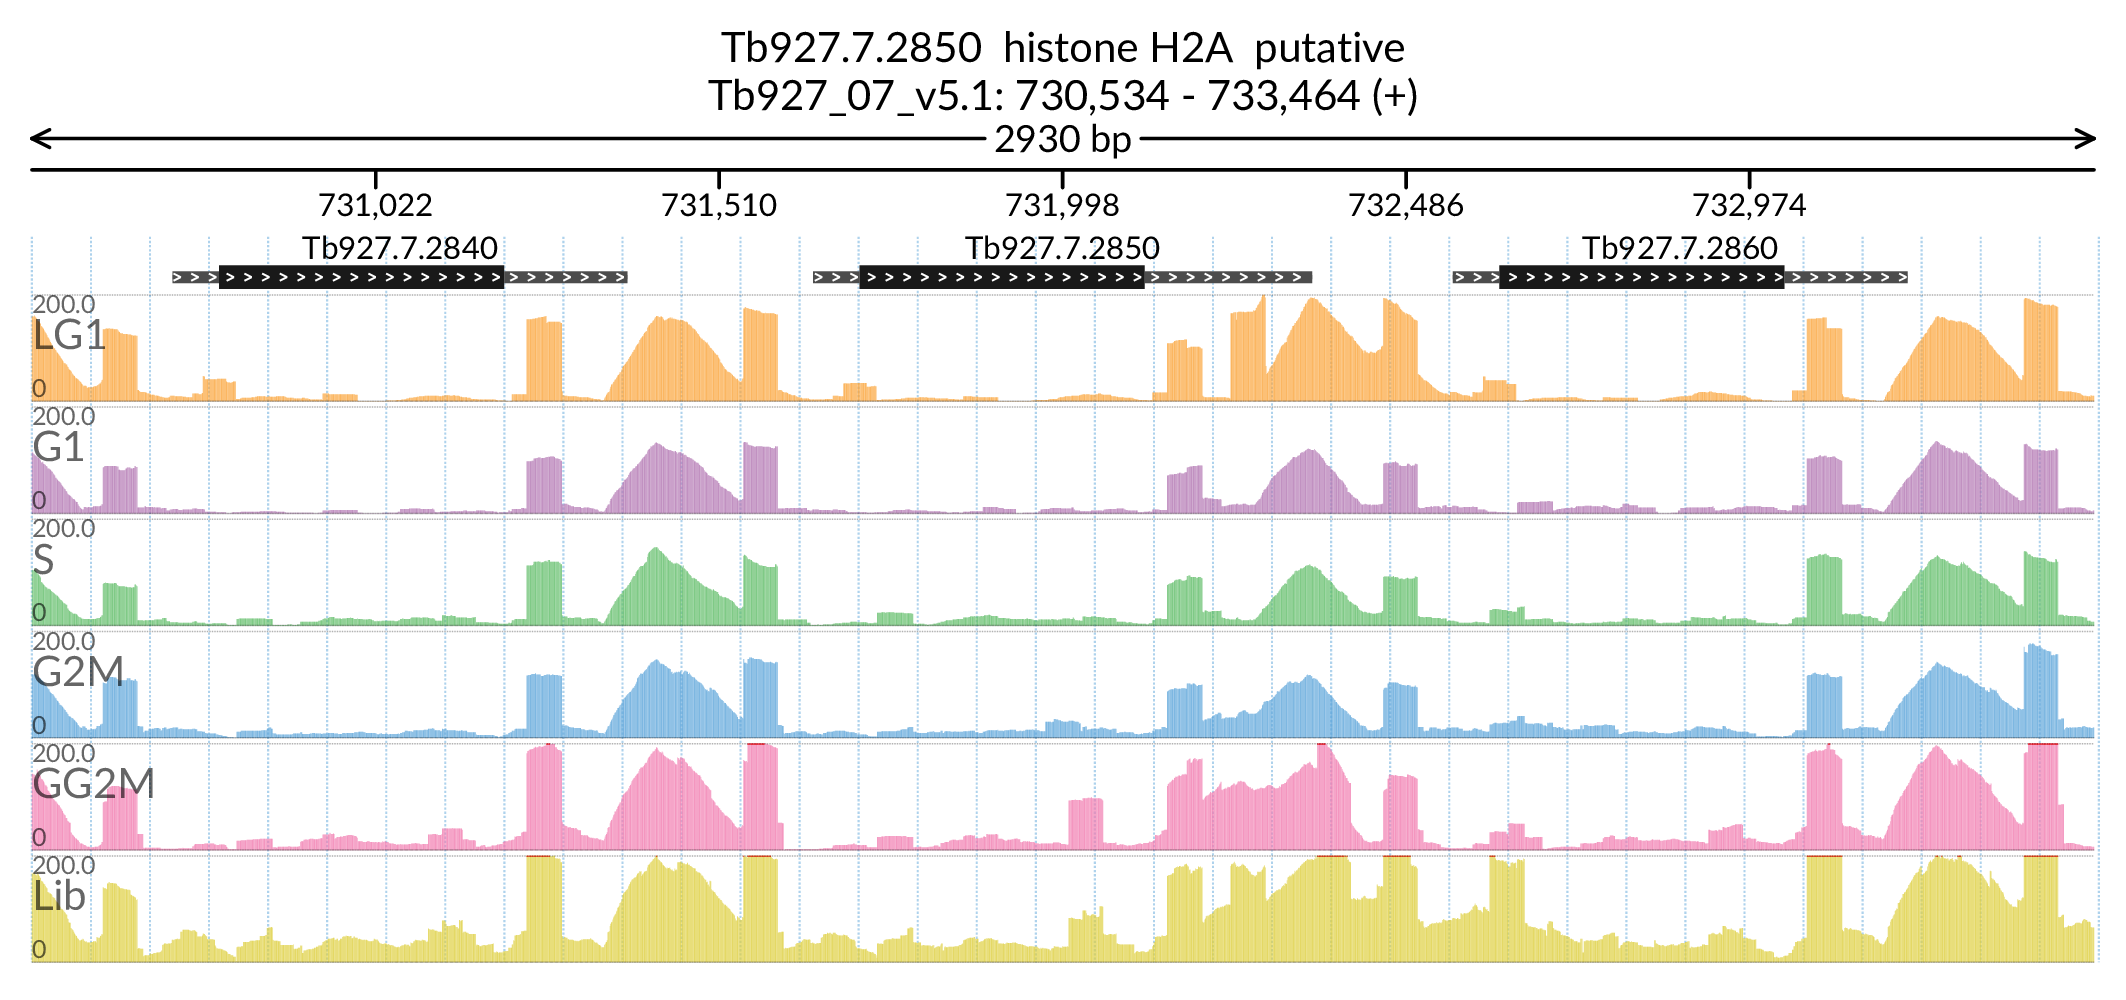 Tb927.7.2850 histone H2A putative
Tb927_07_v5.1: 730,534 - 733,464 (+)
2930 bp
731,022 731,510 731,998 732,486 732,974
Tb927.7.2840 Tb927.7.2850 Tb927.7.2860
200.0
LG1
0
200.0
G1
0
200.0
S
0
200.0
G2M
0
200.0
GG2M
0
200.0
Lib
0